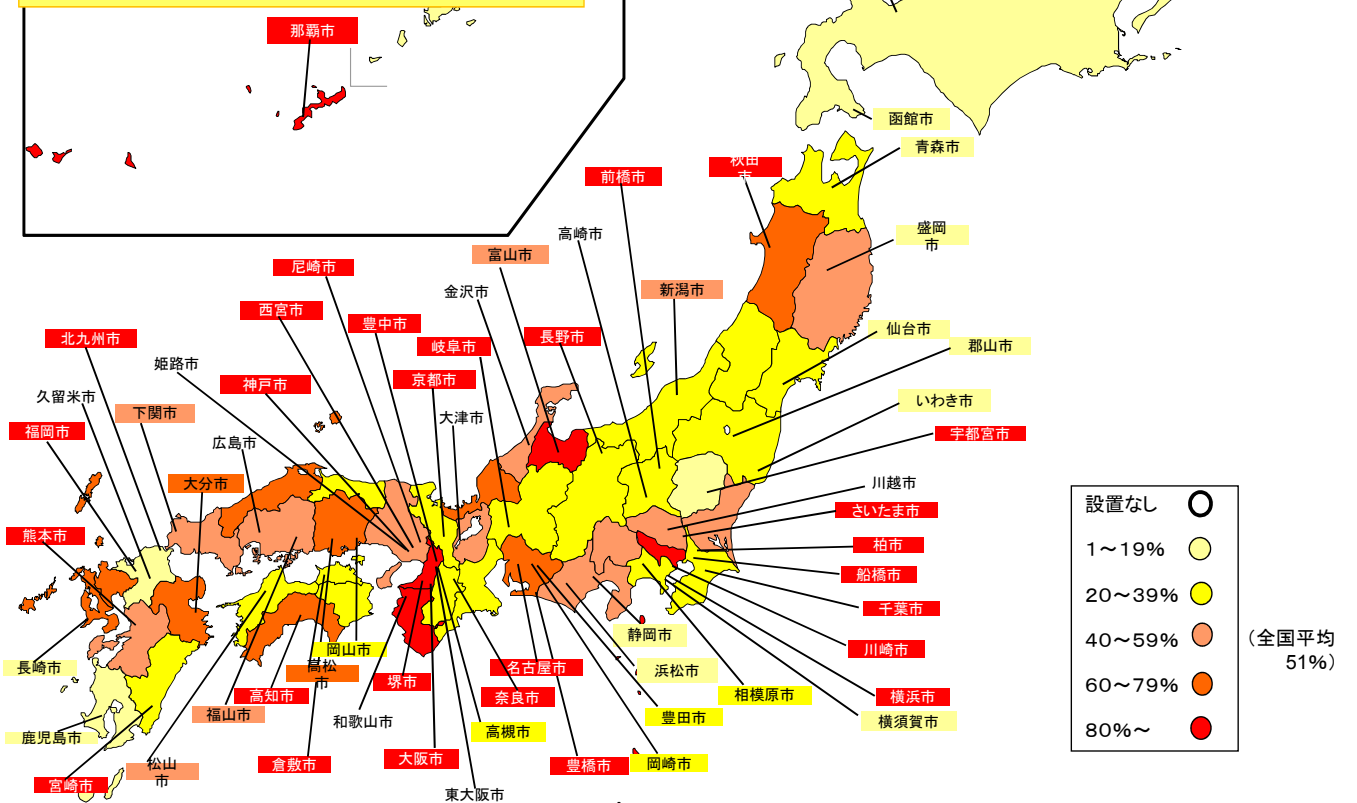 那覇市
函館市
青森市
秋田
市
前橋市
盛岡
市
高崎市
富山市
尼崎市
金沢市
新潟市
西宮市
豊中市
仙台市
北九州市
岐阜市
長野市
郡山市
姫路市
神戸市
京都市
久留米市
下関市
大津市
いわき市
福岡市
広島市
宇都宮市
大分市
川越市
さいたま市
熊本市
柏市
船橋市
千葉市
静岡市
岡山市
川崎市
長崎市
高松
市
名古屋市
浜松市
堺市
高知市
奈良市
相模原市
横浜市
福山市
和歌山市
豊田市
横須賀市
鹿児島市
高槻市
松山
市
倉敷市
大阪市
豊橋市
岡崎市
宮崎市
東大阪市
設置なし
1~19%
20~39%
40~59%
60~79%
80%~
(全国平均
51%)